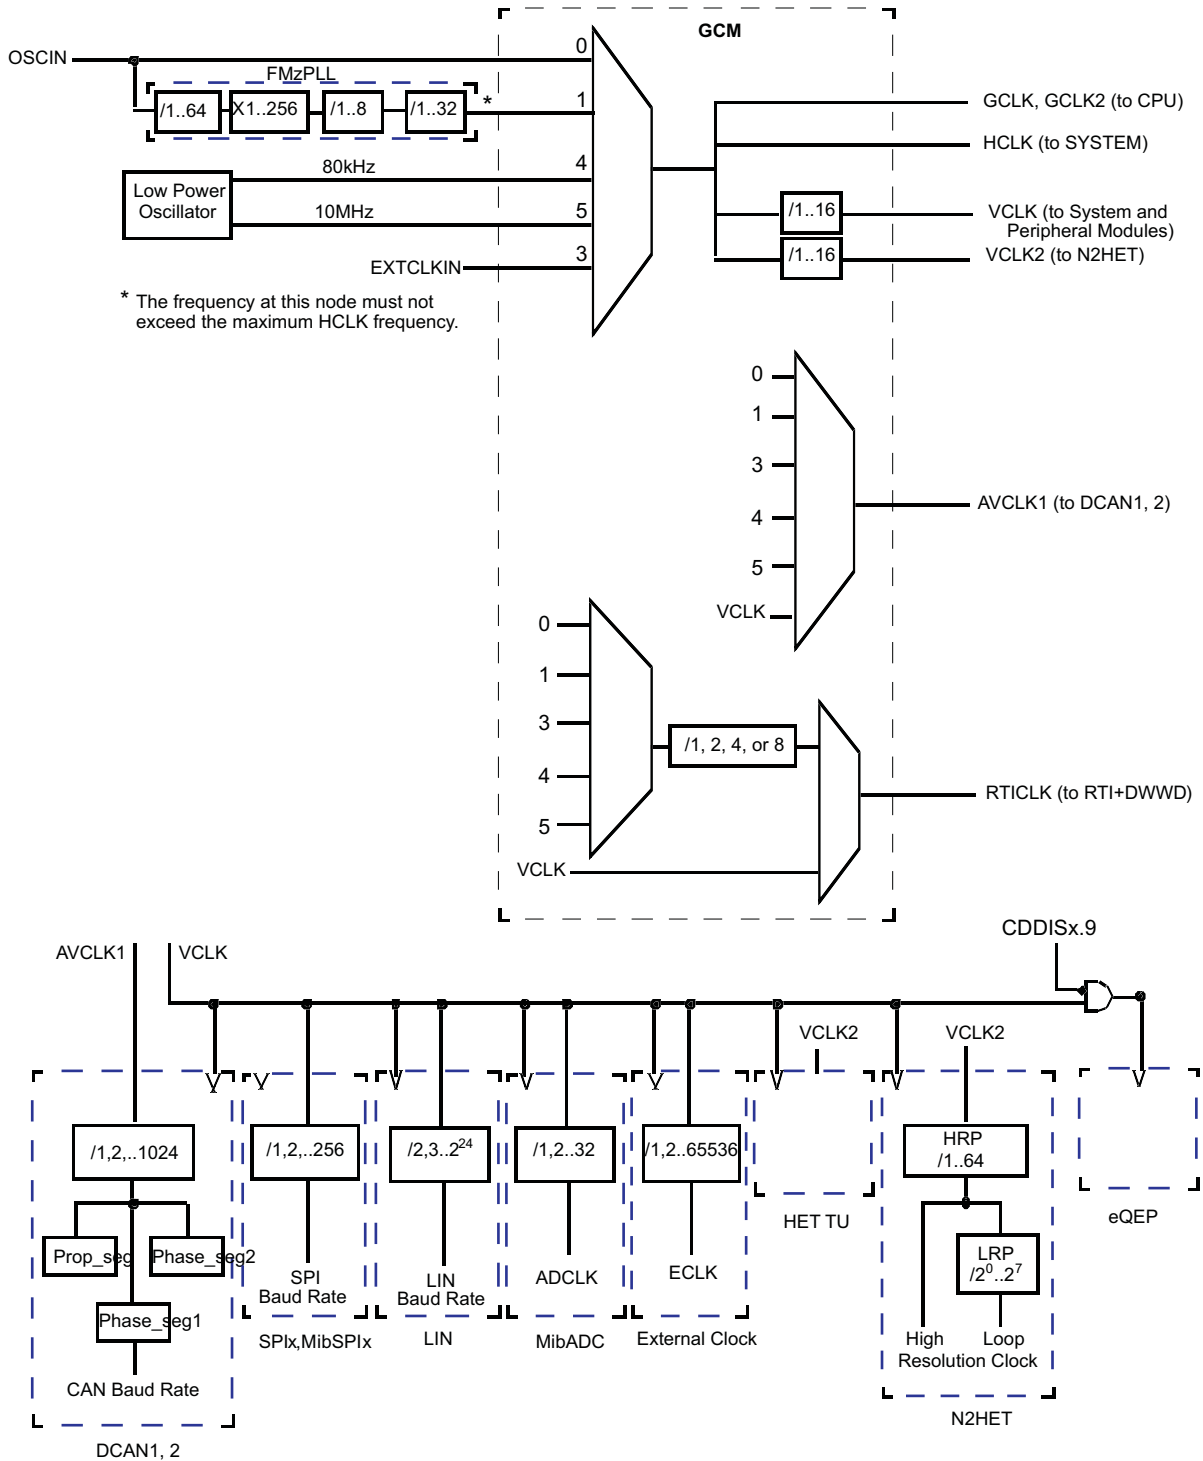 GCM
OSCIN
0
FMzPLL
/1..64
X1..256
/1..8
/1..32
*
1
GCLK, GCLK2 (to CPU)
HCLK (to SYSTEM)
80kHz
4
Low Power
Oscillator
10MHz
5
/1..16
VCLK (to System and
Peripheral Modules)
EXTCLKIN
3
/1..16
VCLK2 (to N2HET)
* The frequency at this node must not
exceed the maximum HCLK frequency.
0
1
3
4
5
VCLK
AVCLK1 (to DCAN1, 2)
0
1
3
4
5
/1, 2, 4, or 8
VCLK
RTICLK (to RTI+DWWD)
CDDISx.9
AVCLK1
VCLK
VCLK2
VCLK2
/1,2,..1024
/1,2,..256
/2,3..2²⁴
/1,2..32
/1,2..65536
HRP
/1..64
Prop_seg
Phase_seg2
Phase_seg1
CAN Baud Rate
DCAN1, 2
SPI
Baud Rate
SPIx,MibSPIx
LIN
Baud Rate
LIN
ADCLK
MibADC
ECLK
External Clock
HET TU
LRP
/2⁰..2⁷
High
Loop
Resolution Clock
N2HET
eQEP